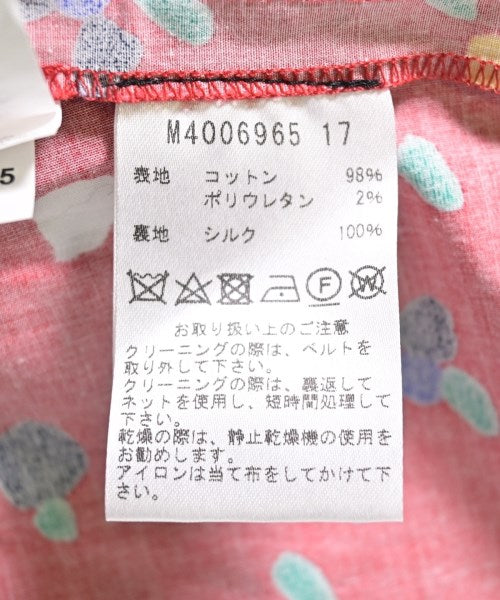 M4006965 17
表地 コットン 98%
ポリウレタン 2%
裏地 シルク 100%
F W
お取り扱い上のご注意
クリーニングの際は、ベルトを
取り外して下さい。
クリーニングの際は、裏返して
ネットを使用し、短時間処理して
下さい。
乾燥の際は、静止乾燥機の使用を
お勧めします。
アイロンは当て布をしてかけて下
さい。
5